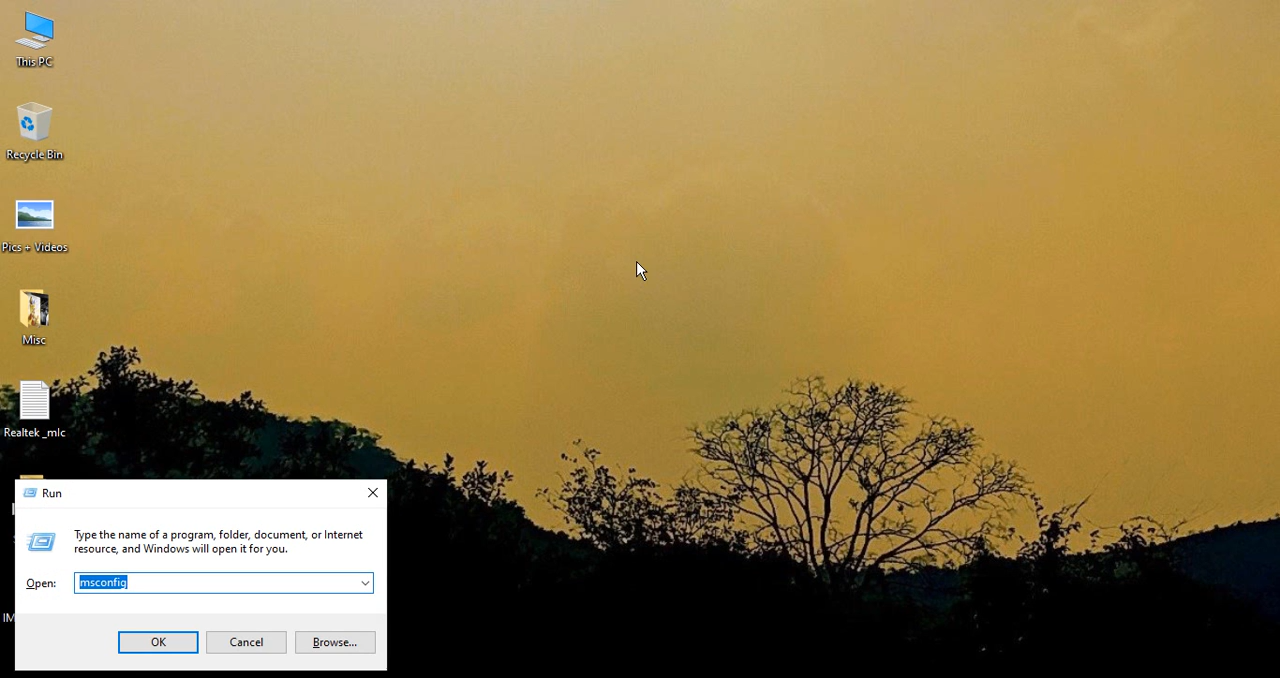 This PC
Recycle Bin
Pics + Videos
Misc
Realtek _mlc
Run
Type the name of a program, folder, document, or Internet
resource, and Windows will open it for you.
Open:
msconfig
IM
OK
Cancel
Browse...